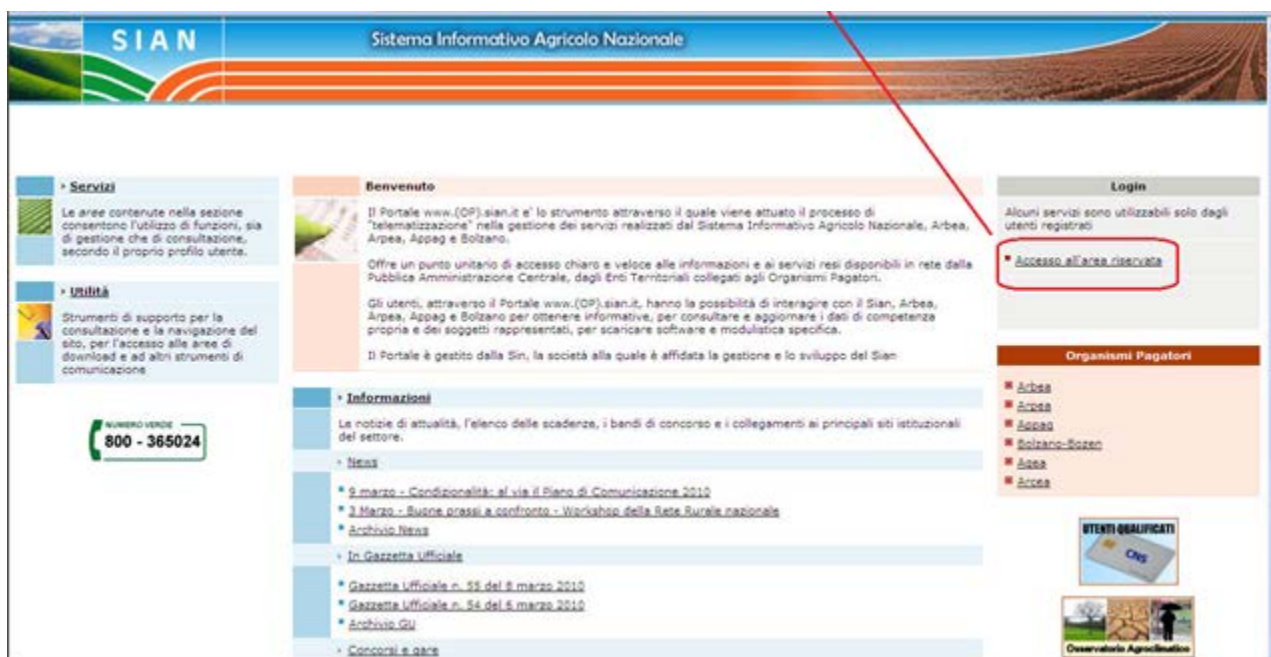 SIAN
Sistema Informativo Agricolo Nazionale
Servizi
Le aree contenute nella sezione
consentono l'utilizzo di funzioni, sia
di gestione che di consultazione,
secondo il proprio profilo utente.
Utilità
Strumenti di supporto per la
consultazione e la navigazione del
sito, per l'accesso alle aree di
download e ad altri strumenti di
comunicazione
NUMERO VERDE
800 - 365024
Benvenuto
Il Portale www.(OP).sian.it e' lo strumento attraverso il quale viene attuato il processo di
"telematizzazione" nella gestione dei servizi realizzati dal Sistema Informativo Agricolo Nazionale, Arbea,
Arpea, Appag e Bolzano.
Offre un punto unitario di accesso chiaro e veloce alle informazioni e ai servizi resi disponibili in rete dalla
Pubblica Amministrazione Centrale, dagli Enti Territoriali collegati agli Organismi Pagatori.
Gli utenti, attraverso il Portale www.(OP).sian.it, hanno la possibilità di interagire con il Sian, Arbea,
Arpea, Appag e Bolzano per ottenere informative, per consultare e aggiornare i dati di competenza
propria e dei soggetti rappresentati, per scaricare software e modulistica specifica.
Il Portale è gestito dalla Sin, la società alla quale è affidata la gestione e lo sviluppo del Sian
Informazioni
Le notizie di attualità, l'elenco delle scadenze, i bandi di concorso e i collegamenti ai principali siti istituzionali
del settore.
News
9 marzo - Condizionalità: al via il Piano di Comunicazione 2010
3 Marzo - Buone prassi a confronto - Workshop della Rete Rurale nazionale
Archivio News
In Gazzetta Ufficiale
Gazzetta Ufficiale n. 55 del 8 marzo 2010
Gazzetta Ufficiale n. 54 del 6 marzo 2010
Archivio GU
Concorsi e gare
Login
Alcuni servizi sono utilizzabili solo dagli
utenti registrati
Accesso all'area riservata
Organismi Pagatori
Arbea
Arpea
Appag
Bolzano-Bozen
Agea
Arcea
UTENTI QUALIFICATI
CNS
Osservatorio Agroclimatico